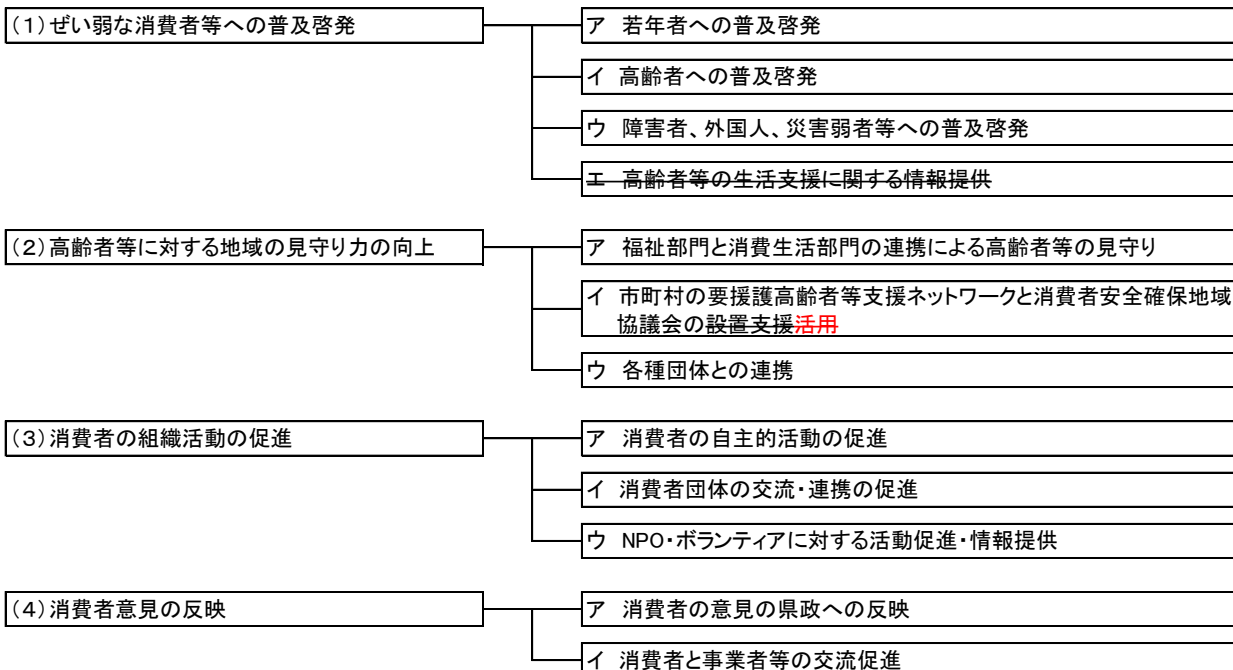 (1)ぜい弱な消費者等への普及啓発
ア 若年者への普及啓発
イ 高齢者への普及啓発
ウ 障害者、外国人、災害弱者等への普及啓発
エ 高齢者等の生活支援に関する情報提供
(2)高齢者等に対する地域の見守り力の向上
ア 福祉部門と消費生活部門の連携による高齢者等の見守り
イ 市町村の要援護高齢者等支援ネットワークと消費者安全確保地域
協議会の設置支援活用
ウ 各種団体との連携
(3)消費者の組織活動の促進
ア 消費者の自主的活動の促進
イ 消費者団体の交流・連携の促進
ウ NPO・ボランティアに対する活動促進・情報提供
(4)消費者意見の反映
ア 消費者の意見の県政への反映
イ 消費者と事業者等の交流促進